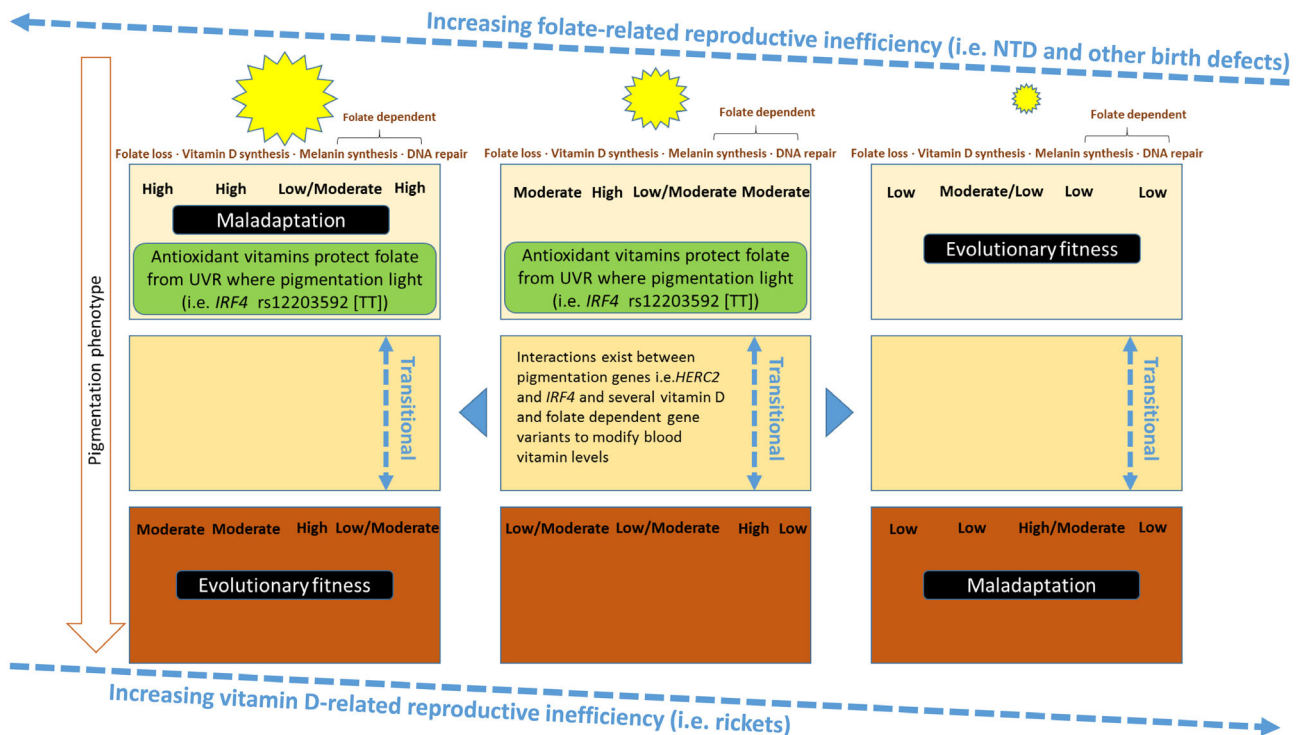 Increasing folate-related reproductive inefficiency (i.e. NTD and other birth defects)
Folate dependent
Folate loss · Vitamin D synthesis · Melanin synthesis · DNA repair
Folate dependent
Folate loss · Vitamin D synthesis · Melanin synthesis · DNA repair
Folate dependent
Folate loss · Vitamin D synthesis · Melanin synthesis · DNA repair
Pigmentation phenotype
High High Low/Moderate High
Maladaptation
Antioxidant vitamins protect folate
from UVR where pigmentation light
(i.e. IRF4 rs12203592 [TT])
Moderate High Low/Moderate Moderate
Antioxidant vitamins protect folate
from UVR where pigmentation light
(i.e. IRF4 rs12203592 [TT])
Low Moderate/Low Low Low
Evolutionary fitness
Transitional
Interactions exist between
pigmentation genes i.e.HERC2
and IRF4 and several vitamin D
and folate dependent gene
variants to modify blood
vitamin levels
Transitional
Transitional
Moderate Moderate High Low/Moderate
Evolutionary fitness
Low/Moderate Low/Moderate High Low
Low Low High/Moderate Low
Maladaptation
Increasing vitamin D-related reproductive inefficiency (i.e. rickets)